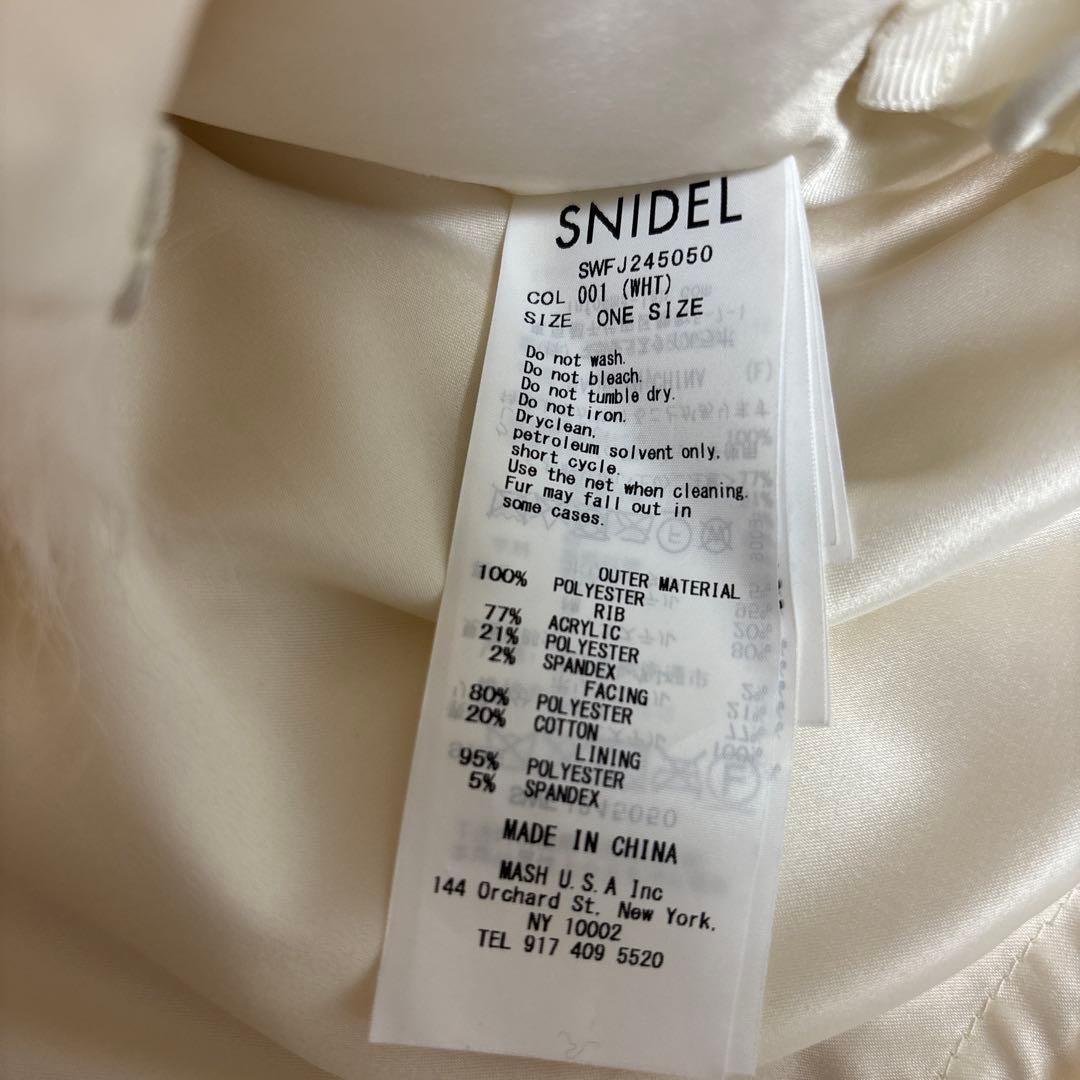 SNIDEL
SWFJ245050
COL 001 (WHT)
SIZE ONE SIZE
Do not wash.
Do not bleach.
Do not tumble dry.
Do not iron.
Dryclean,
petroleum solvent only,
short cycle.
Use the net when cleaning.
Fur may fall out in
some cases.
OUTER MATERIAL
100% POLYESTER
RIB
77% ACRYLIC
21% POLYESTER
2% SPANDEX
FACING
80% POLYESTER
20% COTTON
LINING
95% POLYESTER
5% SPANDEX
MADE IN CHINA
MASH U.S.A Inc
144 Orchard St, New York,
NY 10002
TEL 917 409 5520